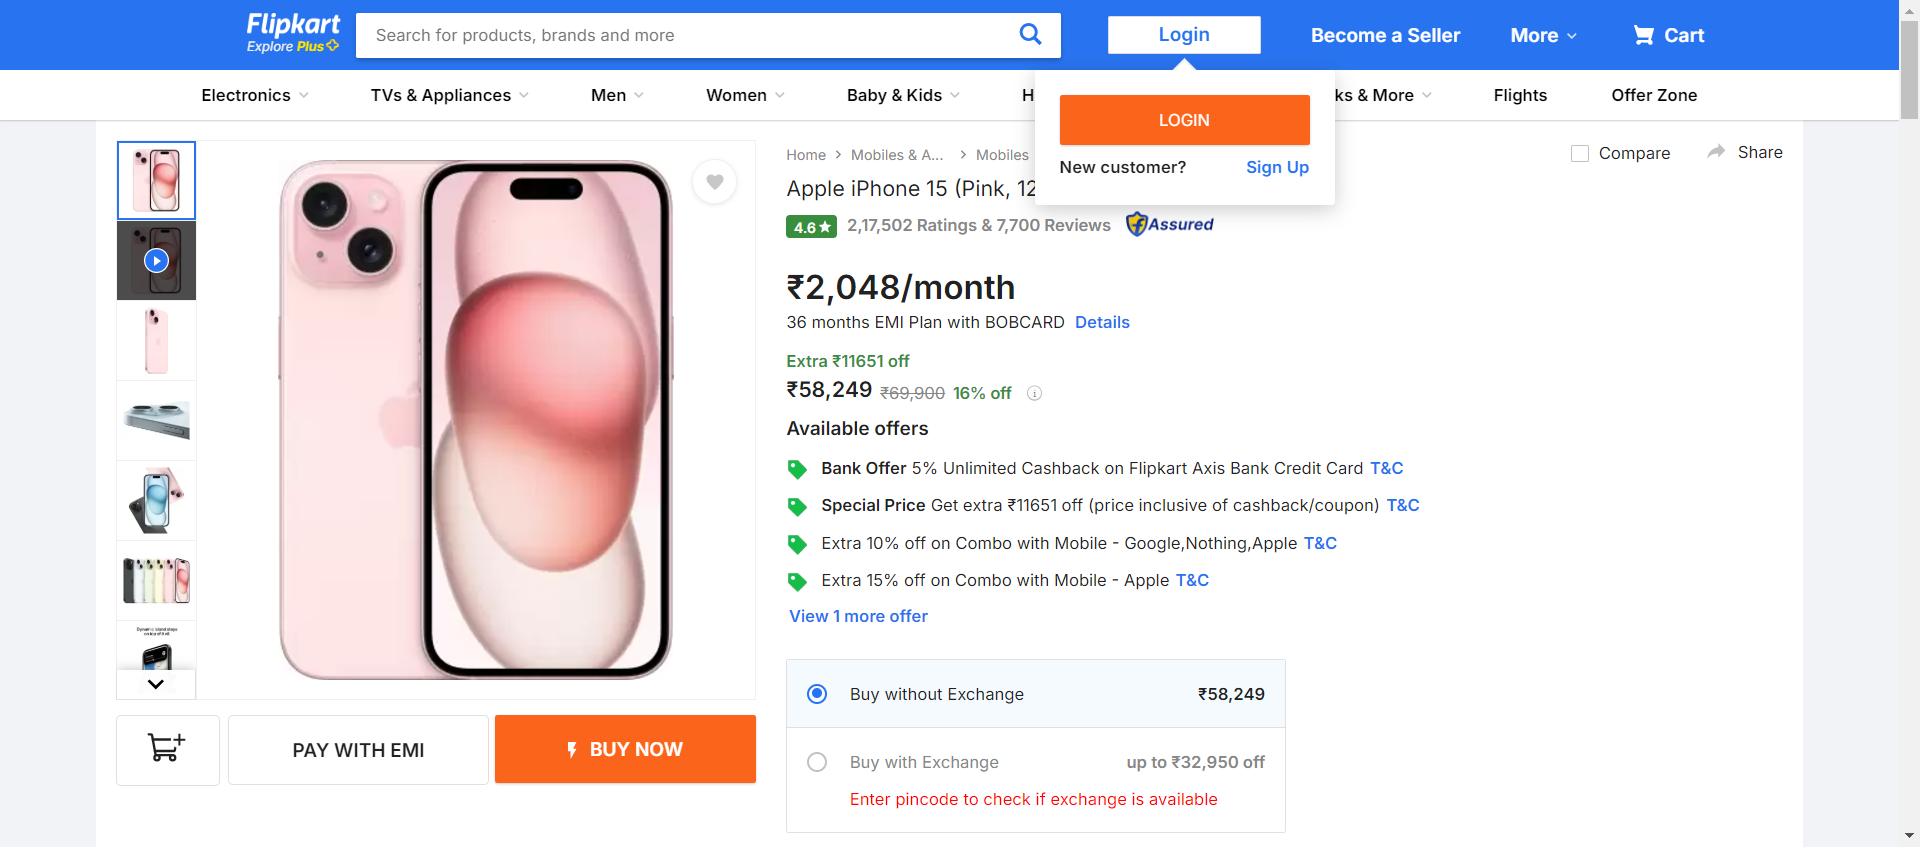 Flipkart
Explore Plus
Search for products, brands and more
Login
Become a Seller
More
Cart
Electronics
TVs & Appliances
Men
Women
Baby & Kids
H
ks & More
Flights
Offer Zone
LOGIN
New customer? Sign Up
Home
Mobiles & A...
Mobiles
Compare
Share
Apple iPhone 15 (Pink, 12
4.6 ★ 2,17,502 Ratings & 7,700 Reviews Assured
₹2,048/month
36 months EMI Plan with BOBCARD Details
Extra ₹11651 off
₹58,249 ₹69,900 16% off
Available offers
Bank Offer 5% Unlimited Cashback on Flipkart Axis Bank Credit Card T&C
Special Price Get extra ₹11651 off (price inclusive of cashback/coupon) T&C
Extra 10% off on Combo with Mobile - Google,Nothing,Apple T&C
Extra 15% off on Combo with Mobile - Apple T&C
View 1 more offer
Buy without Exchange ₹58,249
Buy with Exchange up to ₹32,950 off
Enter pincode to check if exchange is available
PAY WITH EMI
BUY NOW